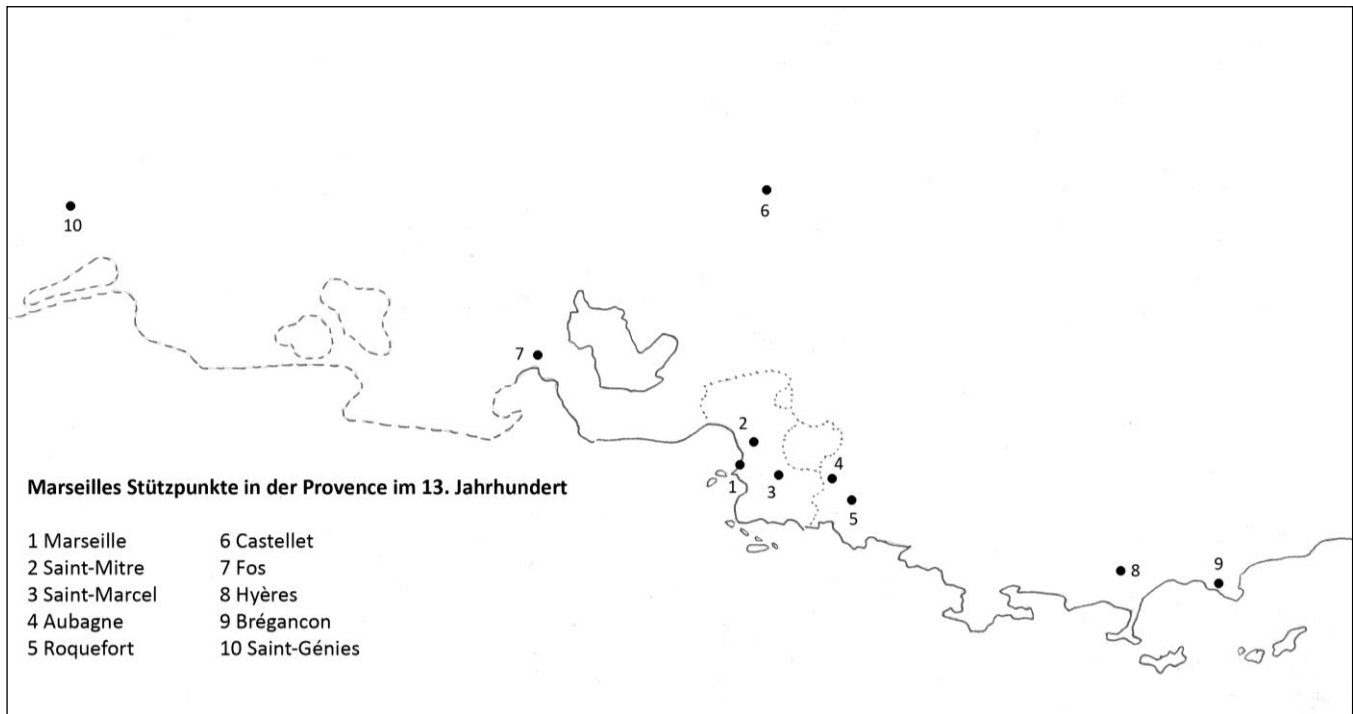 10
6
7
2
4
1
3
5
8
9
Marseilles Stützpunkte in der Provence im 13. Jahrhundert
1 Marseille
2 Saint-Mitre
3 Saint-Marcel
4 Aubagne
5 Roquefort
6 Castellet
7 Fos
8 Hyères
9 Brégancon
10 Saint-Génies